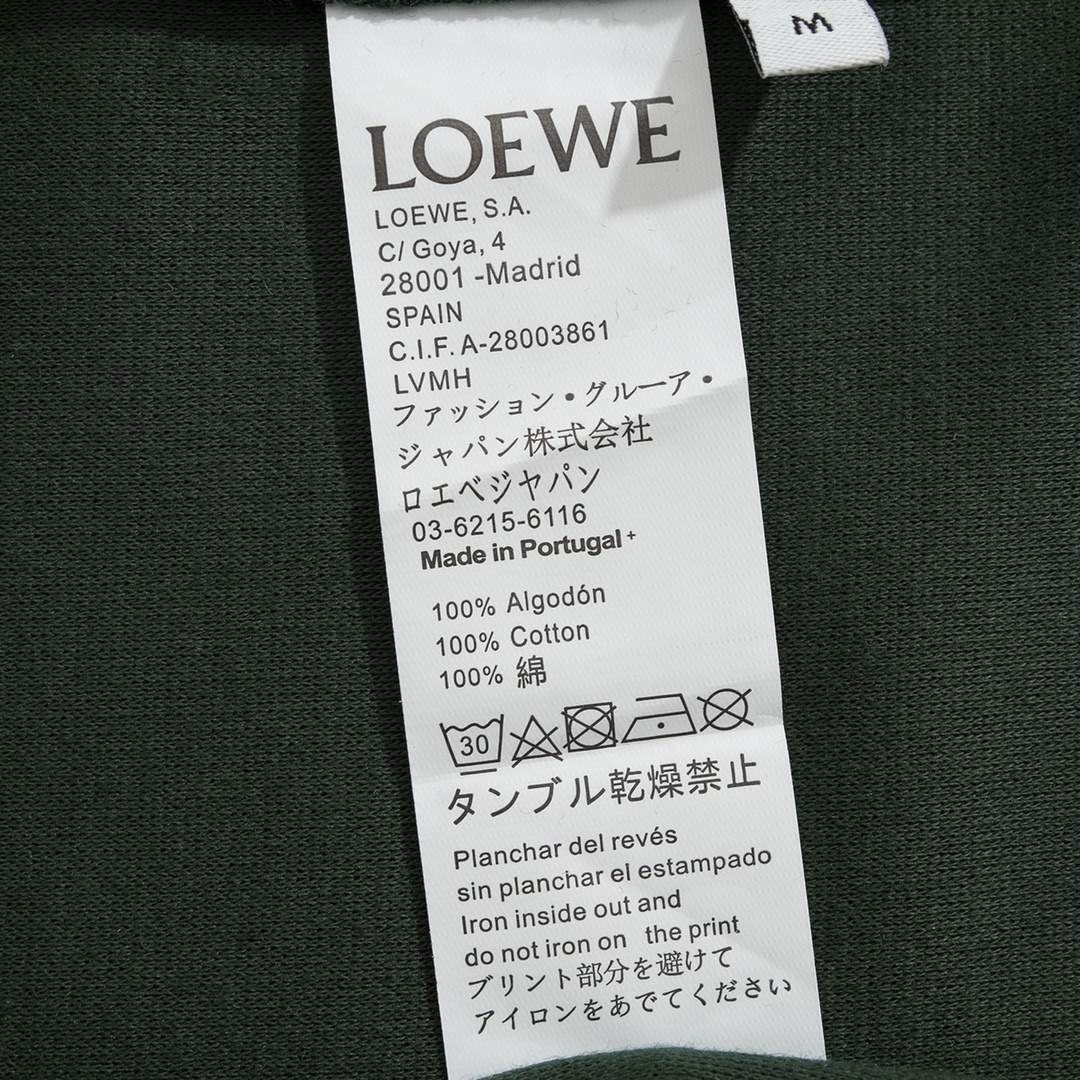 M
LOEWE
LOEWE, S.A.
C/ Goya, 4
28001 -Madrid
SPAIN
C.I.F. A-28003861
LVMH
ファッション・グルーア・
ジャパン株式会社
ロエベジャパン
03-6215-6116
Made in Portugal +
100% Algodón
100% Cotton
100% 綿
30
タンブル乾燥禁止
Planchar del revés
sin planchar el estampado
Iron inside out and
do not iron on the print
ブリント部分を避けて
アイロンをあでてください